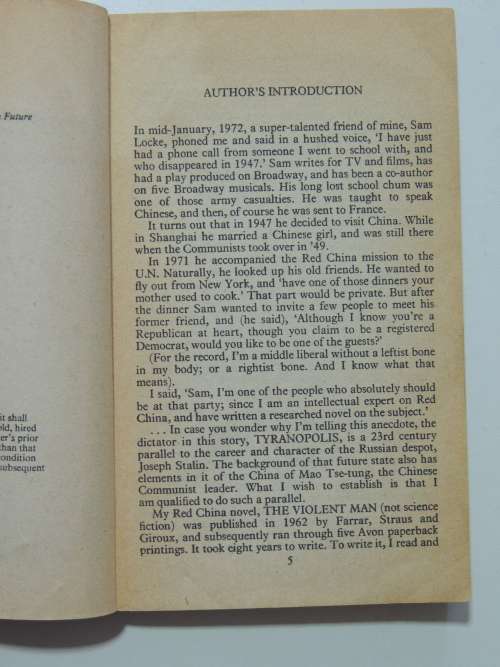 Future
it shall
old, hired
er's prior
than that
condition
subsequent
AUTHOR'S INTRODUCTION
In mid-January, 1972, a super-talented friend of mine, Sam
Locke, phoned me and said in a hushed voice, 'I have just
had a phone call from someone I went to school with, and
who disappeared in 1947.' Sam writes for TV and films, has
had a play produced on Broadway, and has been a co-author
on five Broadway musicals. His long lost school chum was
one of those army casualties. He was taught to speak
Chinese, and then, of course he was sent to France.
It turns out that in 1947 he decided to visit China. While
in Shanghai he married a Chinese girl, and was still there
when the Communists took over in '49.
In 1971 he accompanied the Red China mission to the
U.N. Naturally, he looked up his old friends. He wanted to
fly out from New York, and 'have one of those dinners your
mother used to cook.' That part would be private. But after
the dinner Sam wanted to invite a few people to meet his
former friend, and (he said), 'Although I know you're a
Republican at heart, though you claim to be a registered
Democrat, would you like to be one of the guests?'
(For the record, I'm a middle liberal without a leftist bone
in my body; or a rightist bone. And I know what that
means).
I said, 'Sam, I'm one of the people who absolutely should
be at that party; since I am an intellectual expert on Red
China, and have written a researched novel on the subject.'
. . . In case you wonder why I'm telling this anecdote, the
dictator in this story, TYRANOPOLIS, is a 23rd century
parallel to the career and character of the Russian despot,
Joseph Stalin. The background of that future state also has
elements in it of the China of Mao Tse-tung, the Chinese
Communist leader. What I wish to establish is that I
am qualified to do such a parallel.
My Red China novel, THE VIOLENT MAN (not science
fiction) was published in 1962 by Farrar, Straus and
Giroux, and subsequently ran through five Avon paperback
printings. It took eight years to write. To write it, I read and
5